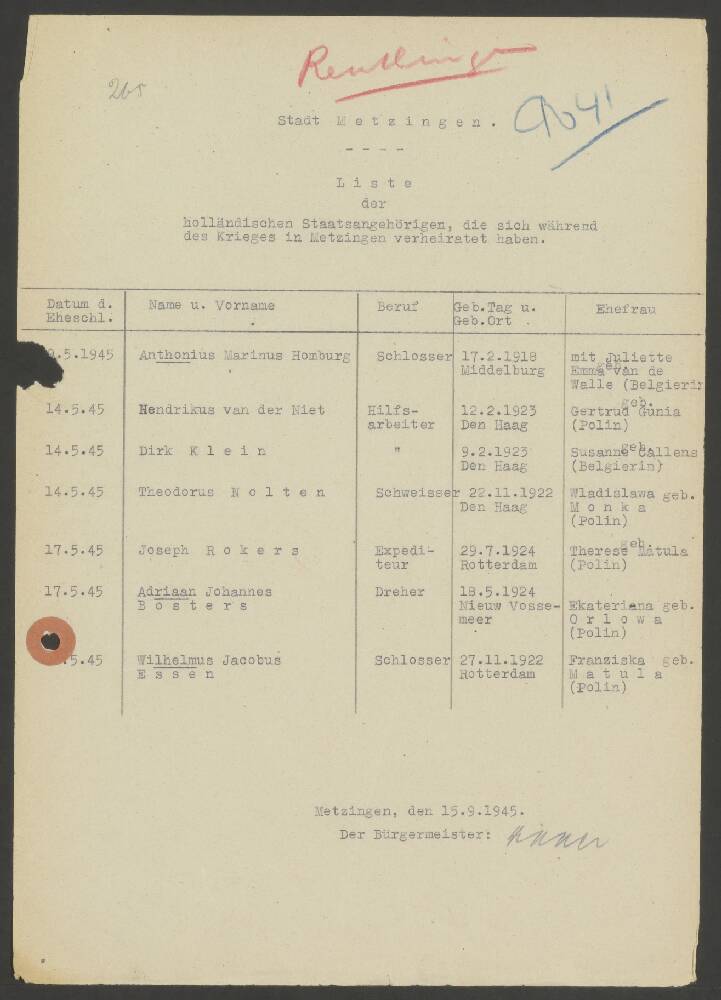 265
Reutlingen
9041
Stadt Metzingen.
- - - -
Liste
der
holländischen Staatsangehörigen, die sich während
des Krieges in Metzingen verheiratet haben.
Datum d. Eheschl. Name u. Vorname Beruf Geb.Tag u. Geb.Ort. Ehefrau
.5.1945 Anthonius Marinus Homburg Schlosser 17.2.1918 mit Juliette
Middelburg Emma geb. van de
Walle (Belgierin
14.5.45 Hendrikus van der Niet Hilfs- 12.2.1923 Gertrud geb. Gunia
arbeiter Den Haag (Polin)
14.5.45 Dirk Klein " 9.2.1923 Susanne geb. Callens
Den Haag (Belgierin)
14.5.45 Theodorus Nolten Schweisser 22.11.1922 Wladislawa geb.
Den Haag Monka
(Polin)
17.5.45 Joseph Rokers Expedi- 29.7.1924 Therese geb. Matula
teur Rotterdam (Polin)
17.5.45 Adriaan Johannes Dreher 18.5.1924
Bosters Nieuw Vosse- Ekateriana geb.
meer Orlowa
(Polin)
.5.45 Wilhelmus Jacobus Schlosser 27.11.1922 Franziska geb.
Essen Rotterdam Matula
(Polin)
Metzingen, den 15.9.1945.
Der Bürgermeister: